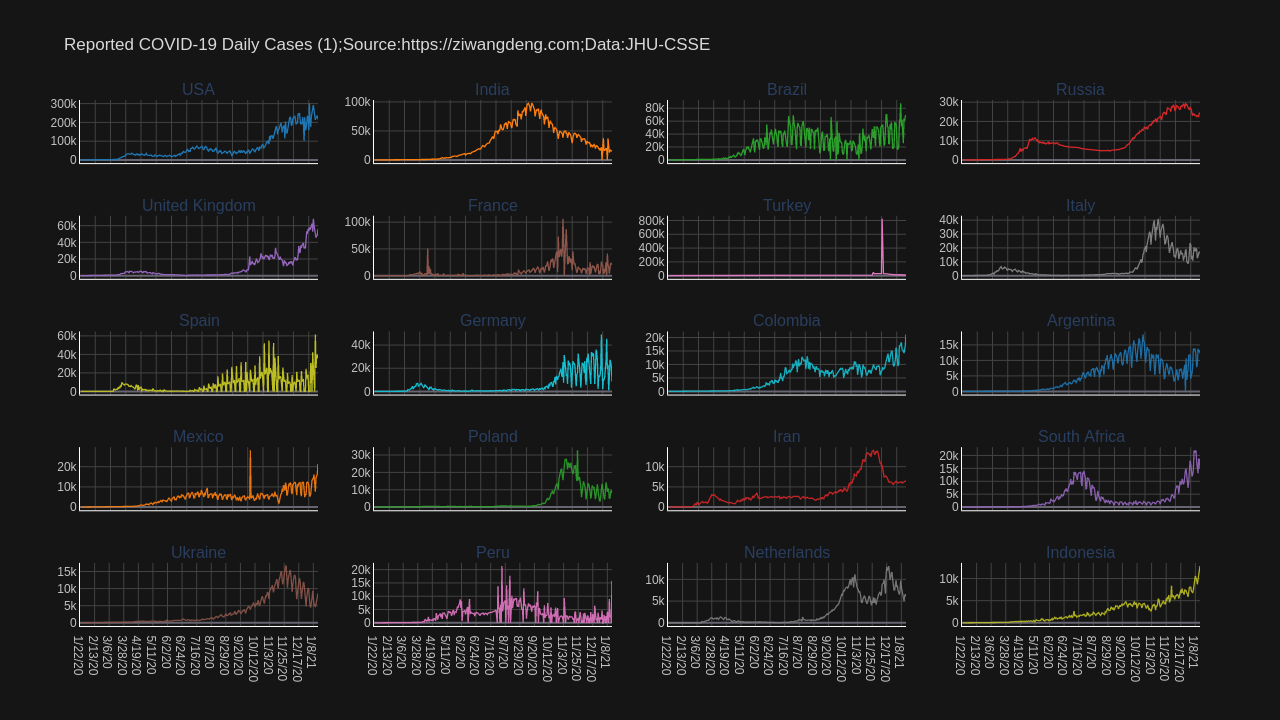 Reported COVID-19 Daily Cases (1);Source:https://ziwangdeng.com;Data:JHU-CSSE
USA
India
Brazil
Russia
300k
200k
100k
0
100k
50k
0
80k
60k
40k
20k
0
30k
20k
10k
0
United Kingdom
France
Turkey
Italy
60k
40k
20k
0
100k
50k
0
800k
600k
400k
200k
0
40k
30k
20k
10k
0
Spain
Germany
Colombia
Argentina
60k
40k
20k
0
40k
20k
0
20k
15k
10k
5k
0
15k
10k
5k
0
Mexico
Poland
Iran
South Africa
20k
10k
0
30k
20k
10k
0
10k
5k
0
20k
15k
10k
5k
0
Ukraine
Peru
Netherlands
Indonesia
15k
10k
5k
0
20k
15k
10k
5k
0
10k
5k
0
10k
5k
0
1/22/20
2/13/20
3/6/20
3/28/20
4/19/20
5/11/20
6/2/20
6/24/20
7/16/20
8/7/20
8/29/20
9/20/20
10/12/20
11/3/20
11/25/20
12/17/20
1/8/21
1/22/20
2/13/20
3/6/20
3/28/20
4/19/20
5/11/20
6/2/20
6/24/20
7/16/20
8/7/20
8/29/20
9/20/20
10/12/20
11/3/20
11/25/20
12/17/20
1/8/21
1/22/20
2/13/20
3/6/20
3/28/20
4/19/20
5/11/20
6/2/20
6/24/20
7/16/20
8/7/20
8/29/20
9/20/20
10/12/20
11/3/20
11/25/20
12/17/20
1/8/21
1/22/20
2/13/20
3/6/20
3/28/20
4/19/20
5/11/20
6/2/20
6/24/20
7/16/20
8/7/20
8/29/20
9/20/20
10/12/20
11/3/20
11/25/20
12/17/20
1/8/21